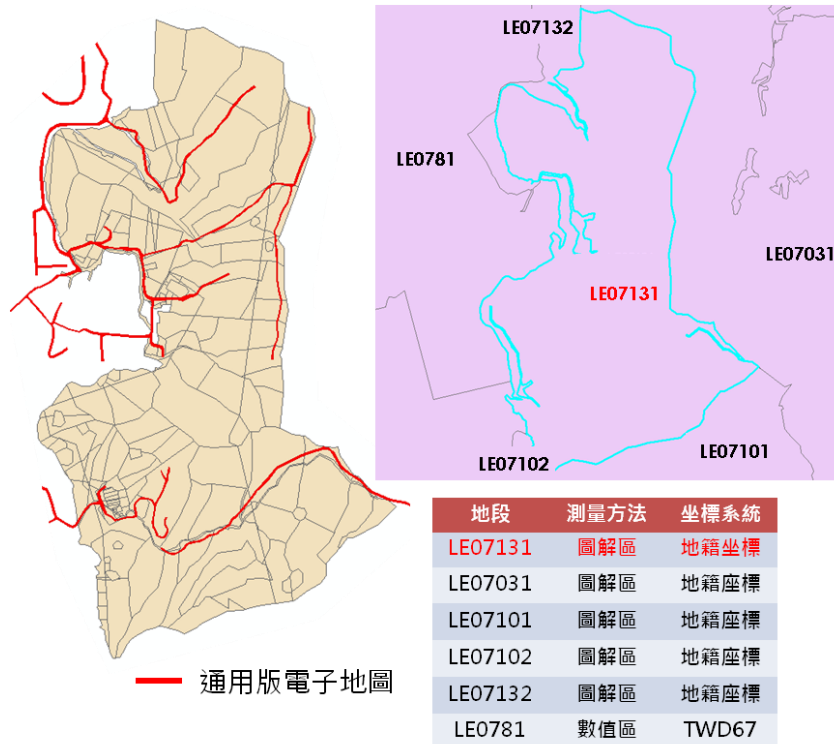 LE07132
LE0781
LE07031
LE07131
LE07101
LE07102
地段 測量方法 坐標系統
LE07131 圖解區 地籍坐標
LE07031 圖解區 地籍座標
LE07101 圖解區 地籍座標
LE07102 圖解區 地籍座標
LE07132 圖解區 地籍座標
LE0781 數值區 TWD67
通用版電子地圖